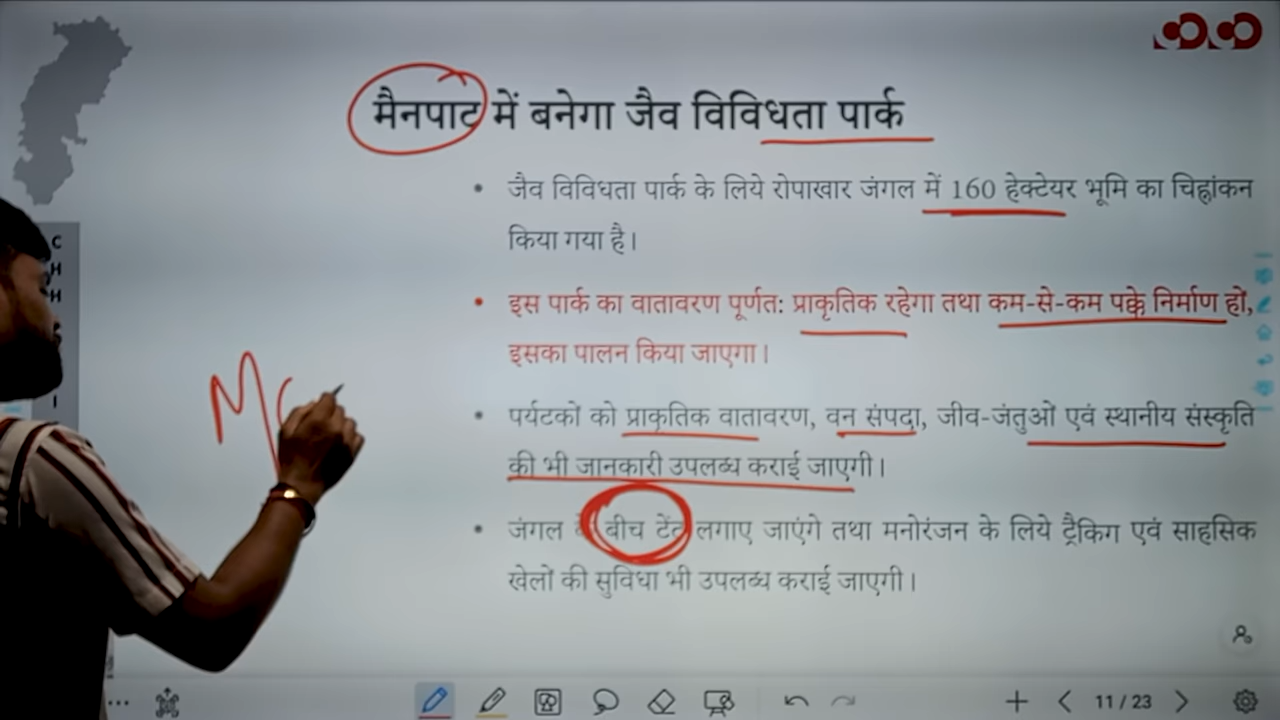 मैनपाट में बनेगा जैव विविधता पार्क
• जैव विविधता पार्क के लिये रोपाखार जंगल में 160 हेक्टेयर भूमि का चिह्नांकन
किया गया है।
• इस पार्क का वातावरण पूर्णत: प्राकृतिक रहेगा तथा कम-से-कम पक्के निर्माण हों,
इसका पालन किया जाएगा।
• पर्यटकों को प्राकृतिक वातावरण, वन संपदा, जीव-जंतुओं एवं स्थानीय संस्कृति
की भी जानकारी उपलब्ध कराई जाएगी।
• जंगल के बीच टेंट लगाए जाएंगे तथा मनोरंजन के लिये ट्रैकिग एवं साहसिक
खेलों की सुविधा भी उपलब्ध कराई जाएगी।
C
H
H
I
M
11 / 23